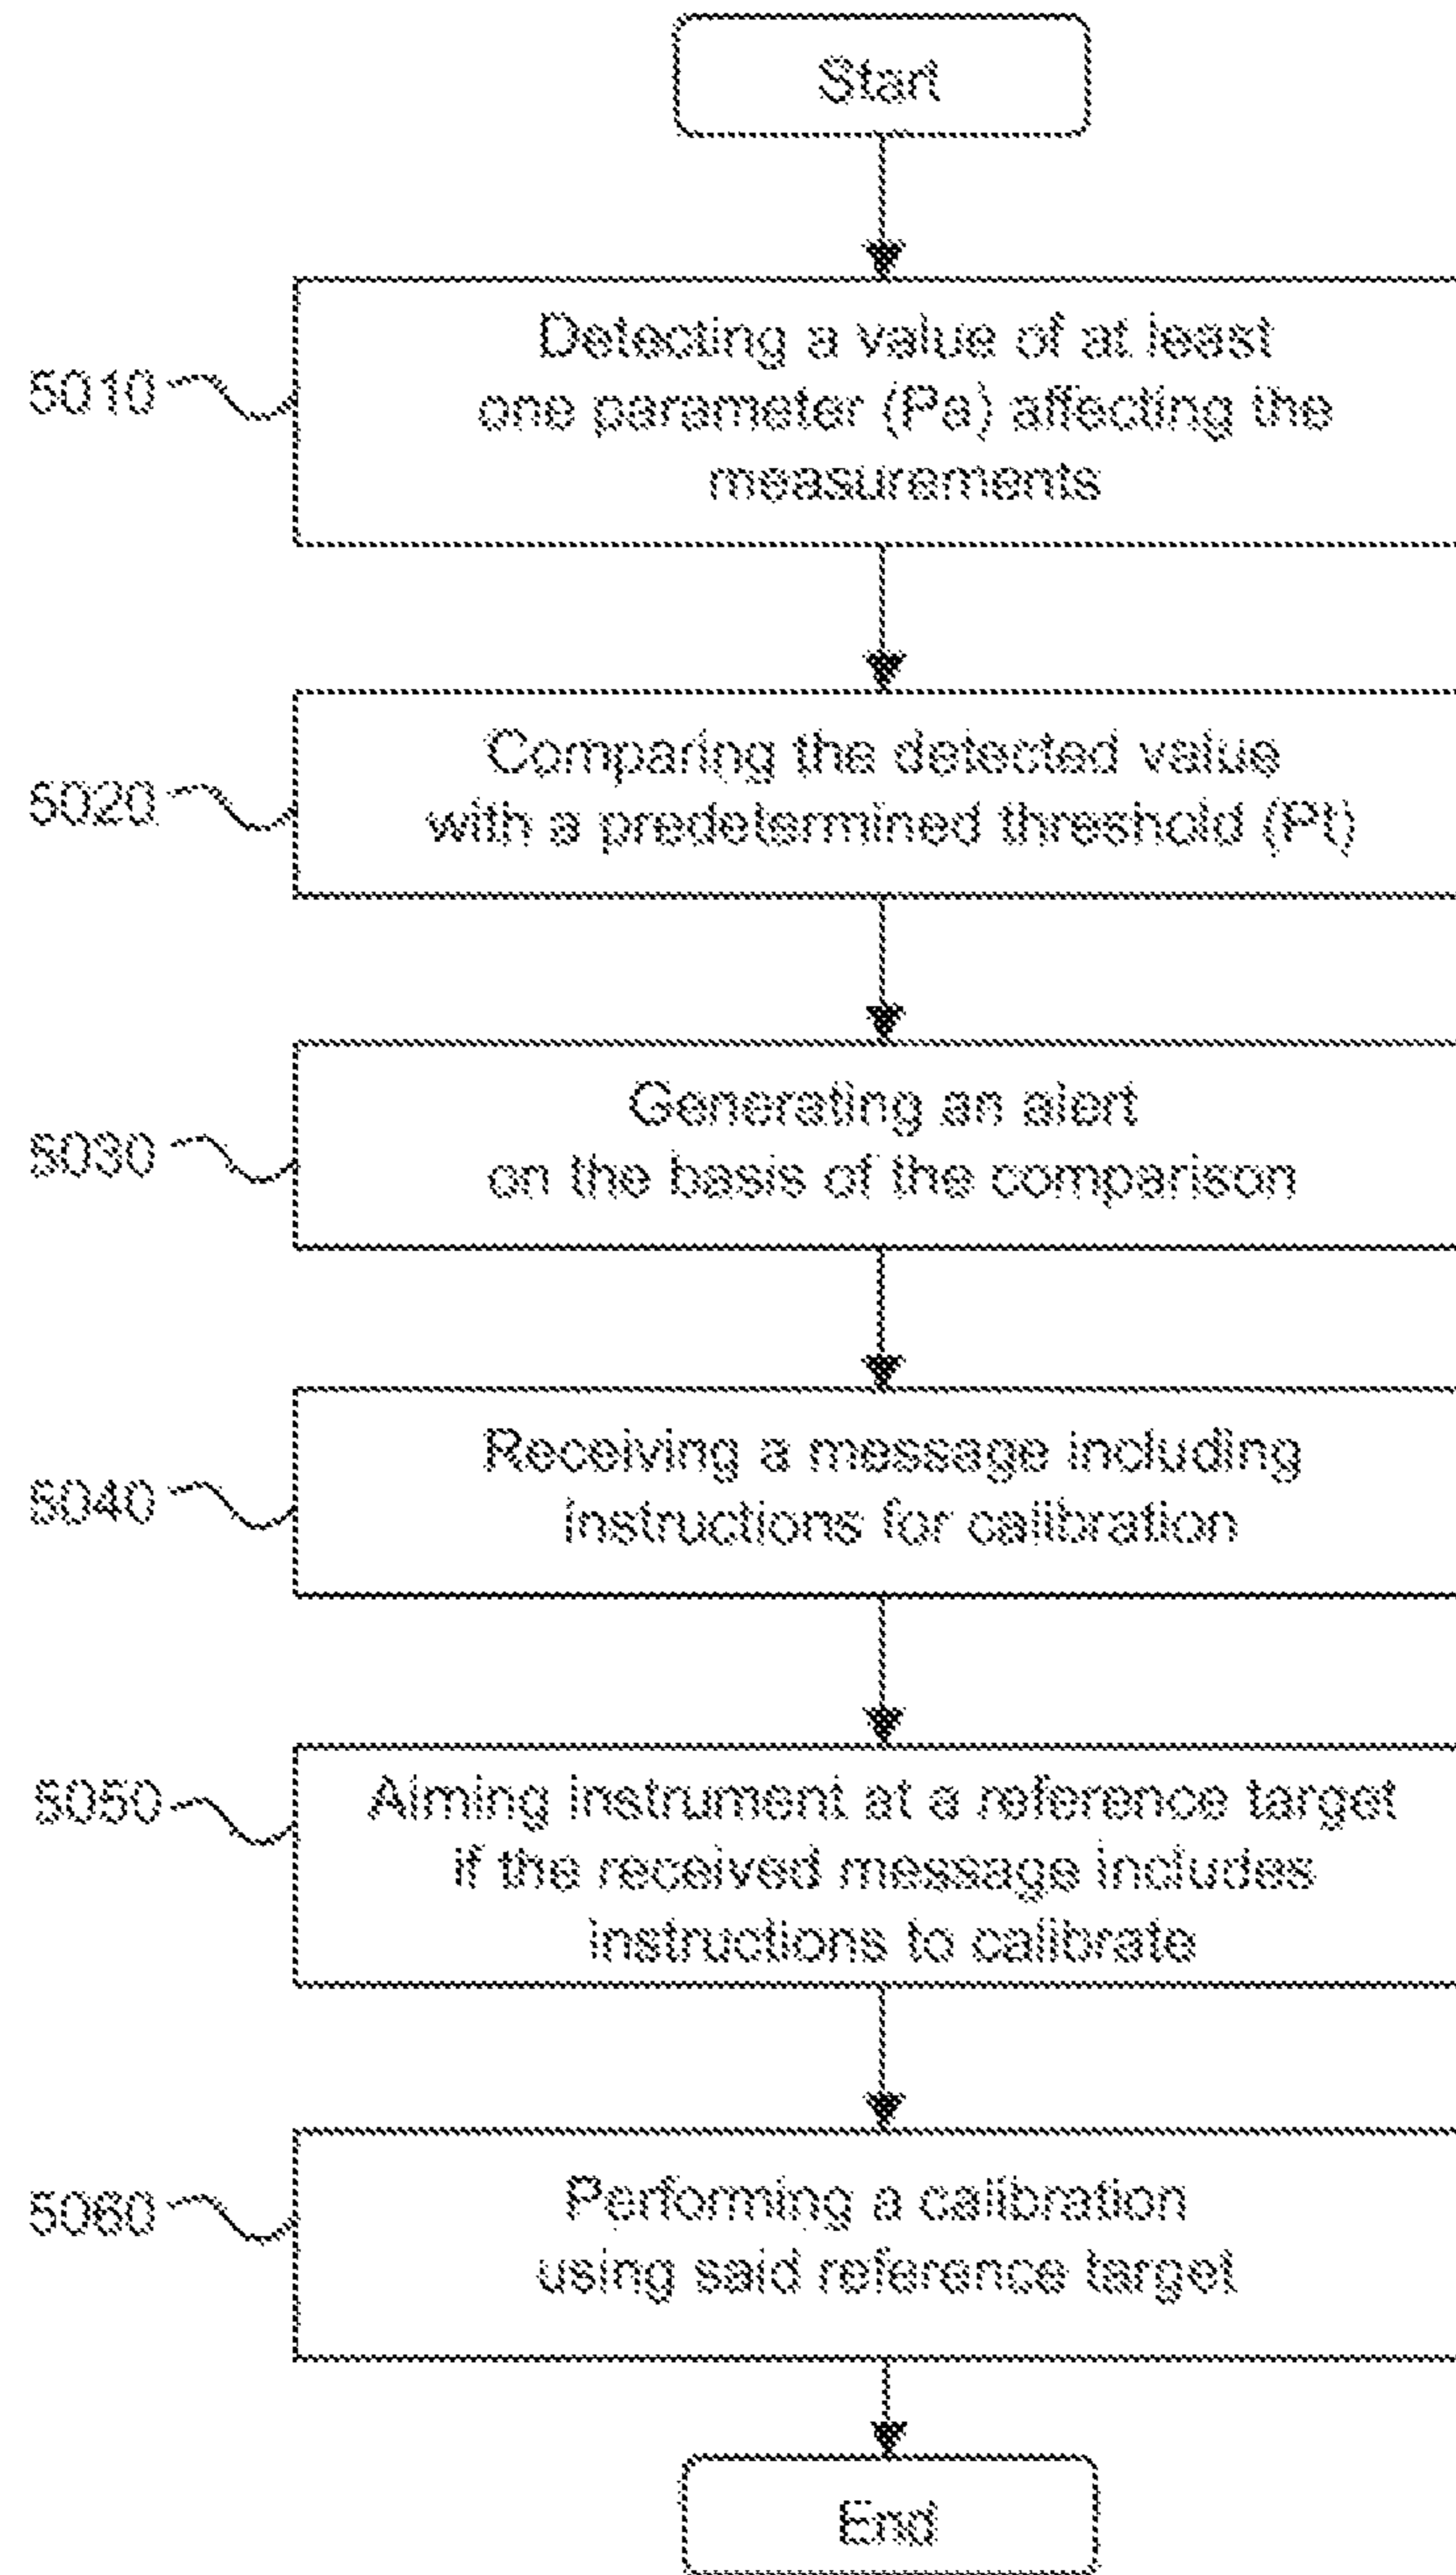 Start
5010
Detecting a value of at least
one parameter (Pa) affecting the
measurements
5020
Comparing the detected value
with a predetermined threshold (Pt)
5030
Generating an alert
on the basis of the comparison
5040
Receiving a message including
instructions for calibration
5050
Aiming instrument at a reference target
if the received message includes
instructions to calibrate
5060
Performing a calibration
using said reference target
End